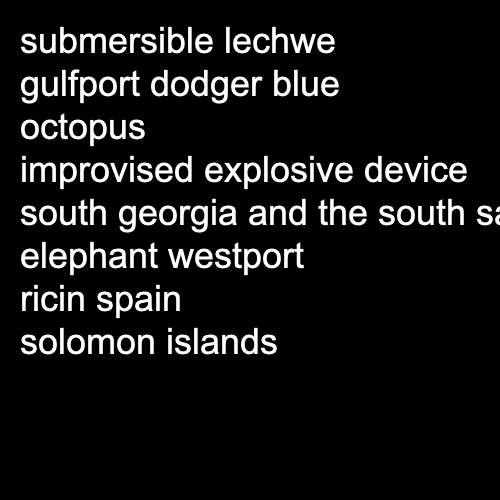 submersible lechwe
gulfport dodger blue
octopus
improvised explosive device
south georgia and the south
elephant westport
ricin spain
solomon islands